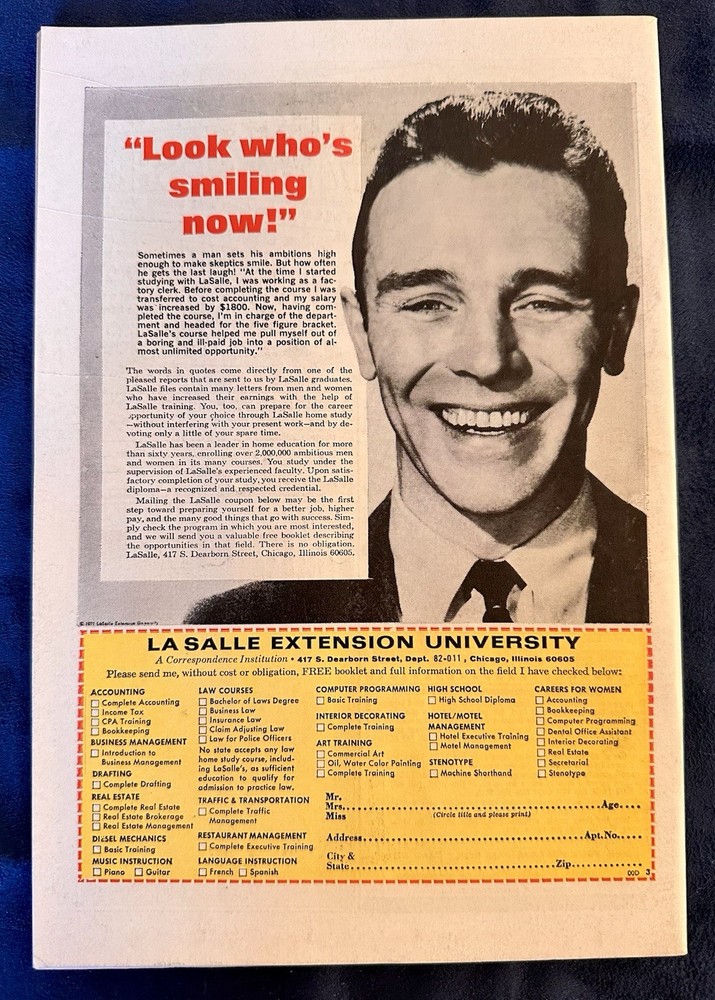 “Look who’s
smiling
now!”
Sometimes a man sets his ambitions high
enough to make skeptics smile. But how often
he gets the last laugh! “At the time I started
studying with LaSalle, I was working as a fac-
tory clerk. Before completing the course I was
transferred to cost accounting and my salary
was increased by $1800. Now, having com-
pleted the course, I’m in charge of the depart-
ment and headed for the five figure bracket.
LaSalle’s course helped me pull myself out of
a boring and ill-paid job into a position of al-
most unlimited opportunity.”
The words in quotes come directly from one of the
pleased reports that are sent to us by LaSalle graduates.
LaSalle files contain many letters from men and women
who have increased their earnings with the help of
LaSalle training. You, too, can prepare for the career
opportunity of your choice through LaSalle home study
—without interfering with your present work—and by de-
voting only a little of your spare time.
LaSalle has been a leader in home education for more
than sixty years, enrolling over 2,000,000 ambitious men
and women in its many courses. You study under the
supervision of LaSalle’s experienced faculty. Upon satis-
factory completion of your study, you receive the LaSalle
diploma—a recognized and respected credential.
Mailing the LaSalle coupon below may be the first
step toward preparing yourself for a better job, higher
pay, and the many good things that go with success. Sim-
ply check the program in which you are most interested,
and we will send you a valuable free booklet describing
the opportunities in that field. There is no obligation.
LaSalle, 417 S. Dearborn Street, Chicago, Illinois 60605.
© 1971 LaSalle Extension University
LA SALLE EXTENSION UNIVERSITY
A Correspondence Institution • 417 S. Dearborn Street, Dept. 82-011, Chicago, Illinois 60605
Please send me, without cost or obligation, FREE booklet and full information on the field I have checked below:
ACCOUNTING
Complete Accounting
Income Tax
CPA Training
Bookkeeping
BUSINESS MANAGEMENT
Introduction to
Business Management
DRAFTING
Complete Drafting
REAL ESTATE
Complete Real Estate
Real Estate Brokerage
Real Estate Management
DIESEL MECHANICS
Basic Training
MUSIC INSTRUCTION
Piano Guitar
LAW COURSES
Bachelor of Laws Degree
Business Law
Insurance Law
Claim Adjusting Law
Law for Police Officers
No state accepts any law
home study course, includ-
ing LaSalle’s, as sufficient
education to qualify for
admission to practice law.
TRAFFIC & TRANSPORTATION
Complete Traffic
Management
RESTAURANT MANAGEMENT
Complete Executive Training
LANGUAGE INSTRUCTION
French Spanish
COMPUTER PROGRAMMING
Basic Training
INTERIOR DECORATING
Complete Training
ART TRAINING
Commercial Art
Oil, Water Color Painting
Complete Training
HIGH SCHOOL
High School Diploma
HOTEL/MOTEL
MANAGEMENT
Hotel Executive Training
Motel Management
STENOTYPE
Machine Shorthand
CAREERS FOR WOMEN
Accounting
Bookkeeping
Computer Programming
Dental Office Assistant
Interior Decorating
Real Estate
Secretarial
Stenotype
Mr.
Mrs. Age
Miss (Circle title and please print)
Address Apt.No.
City &
State Zip
3